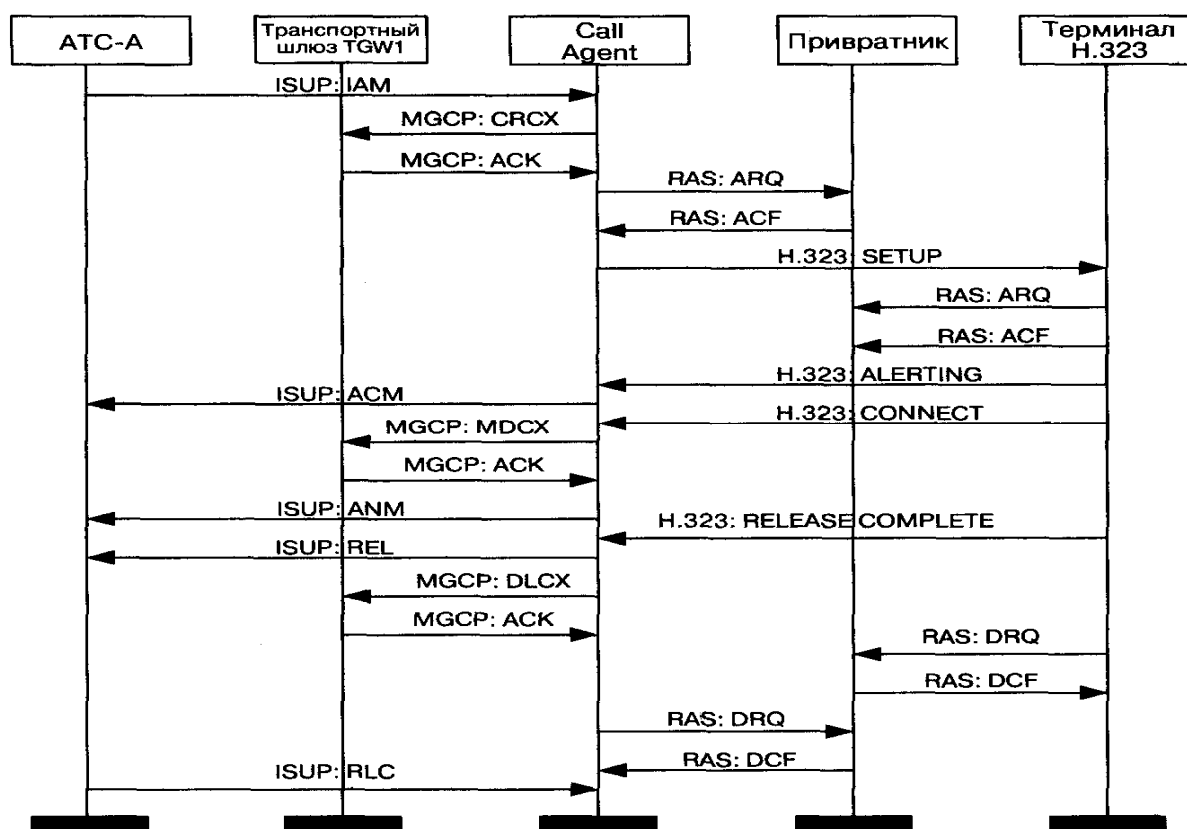 АТС-А
Транспортный
шлюз TGW1
Call
Agent
Привратник
Терминал
H.323
ISUP: IAM
MGCP: CRCX
MGCP: ACK
RAS: ARQ
RAS: ACF
H.323: SETUP
RAS: ARQ
RAS: ACF
H.323: ALERTING
ISUP: ACM
H.323: CONNECT
MGCP: MDCX
MGCP: ACK
ISUP: ANM
H.323: RELEASE COMPLETE
ISUP: REL
MGCP: DLCX
MGCP: ACK
RAS: DRQ
RAS: DCF
RAS: DRQ
RAS: DCF
ISUP: RLC